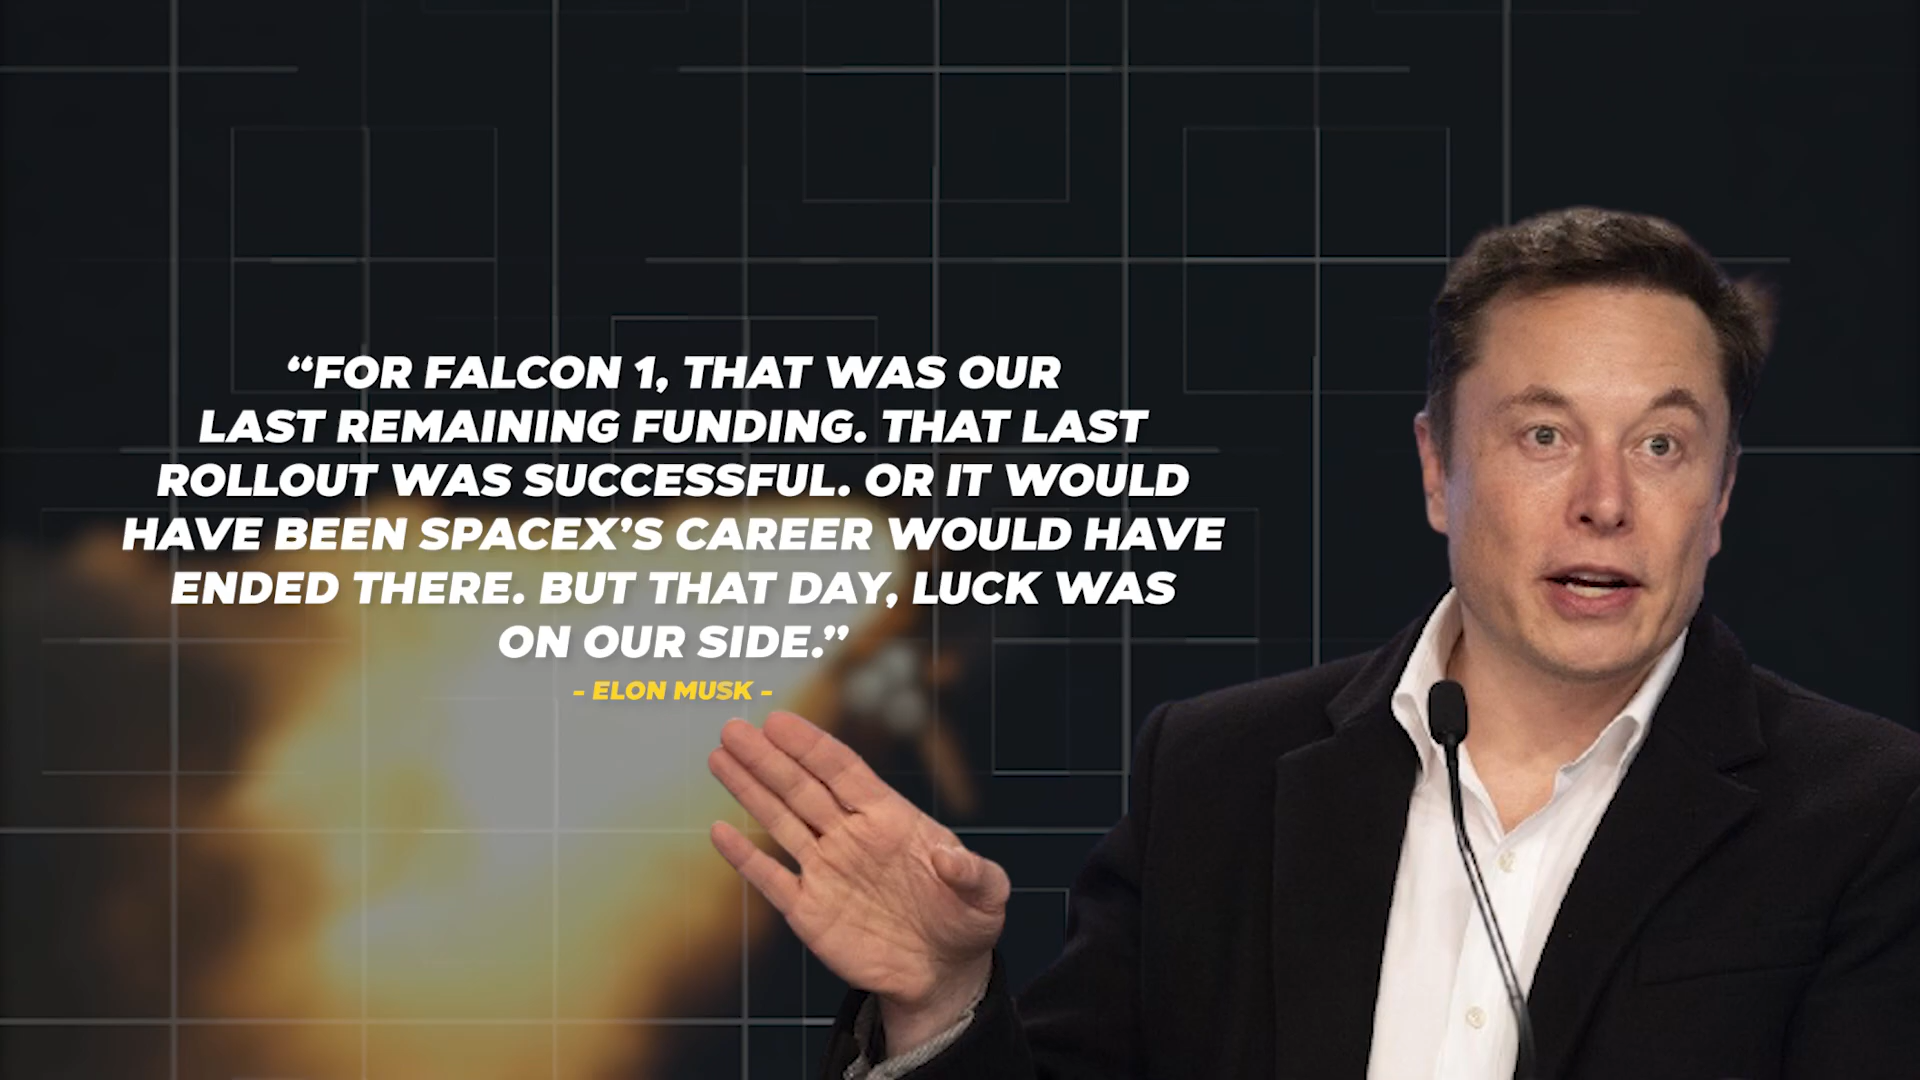 “FOR FALCON 1, THAT WAS OUR
LAST REMAINING FUNDING. THAT LAST
ROLLOUT WAS SUCCESSFUL. OR IT WOULD
HAVE BEEN SPACEX’S CAREER WOULD HAVE
ENDED THERE. BUT THAT DAY, LUCK WAS
ON OUR SIDE.”
- ELON MUSK -